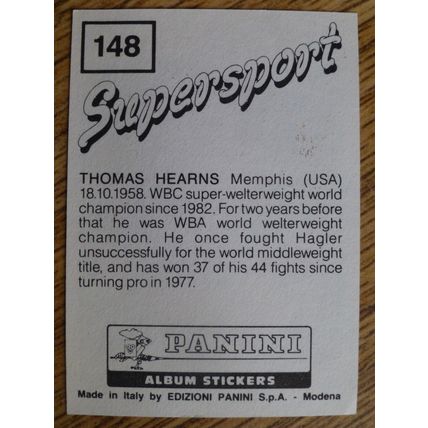 148
Supersport
THOMAS HEARNS Memphis (USA)
18.10.1958. WBC super-welterweight world
champion since 1982. For two years before
that he was WBA world welterweight
champion. He once fought Hagler
unsuccessfully for the world middleweight
title, and has won 37 of his 44 fights since
turning pro in 1977.
PANINI
ALBUM STICKERS
Made in Italy by EDIZIONI PANINI S.p.A. - Modena